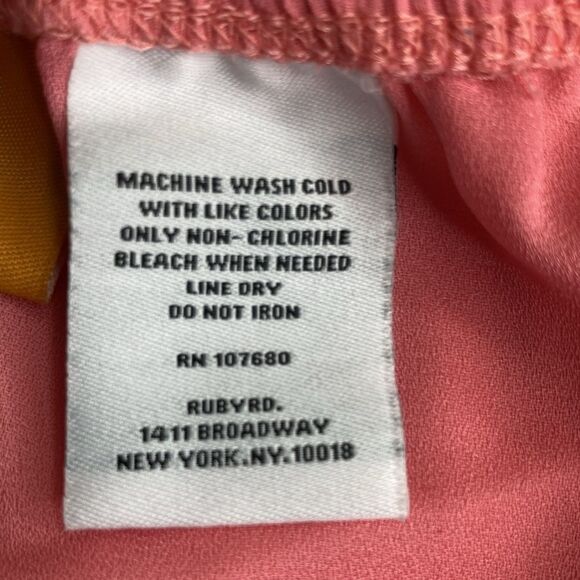 MACHINE WASH COLD
WITH LIKE COLORS
ONLY NON- CHLORINE
BLEACH WHEN NEEDED
LINE DRY
DO NOT IRON
RN 107680
RUBYRD.
1411 BROADWAY
NEW YORK.NY.10018